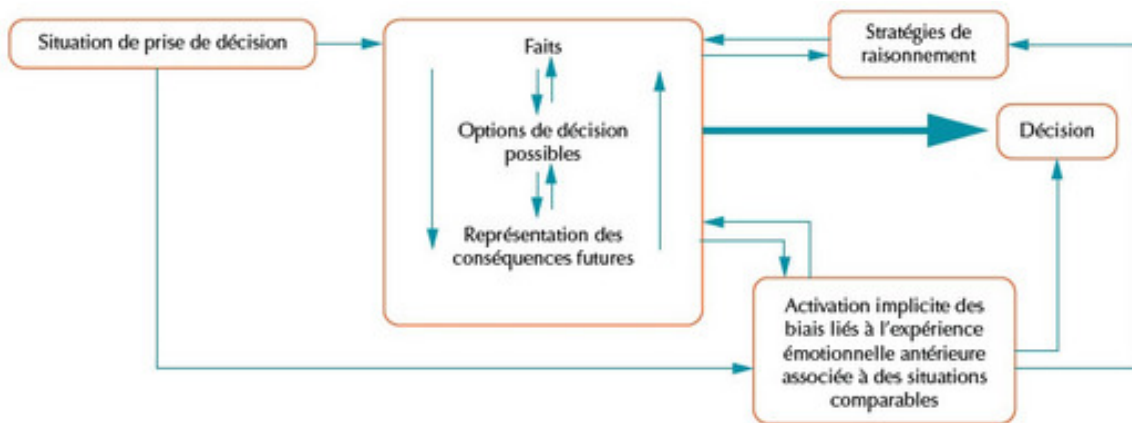 Situation de prise de décision
Faits
Options de décision
possibles
Représentation des
conséquences futures
Stratégies de
raisonnement
Décision
Activation implicite des
biais liés à l'expérience
émotionnelle antérieure
associée à des situations
comparables